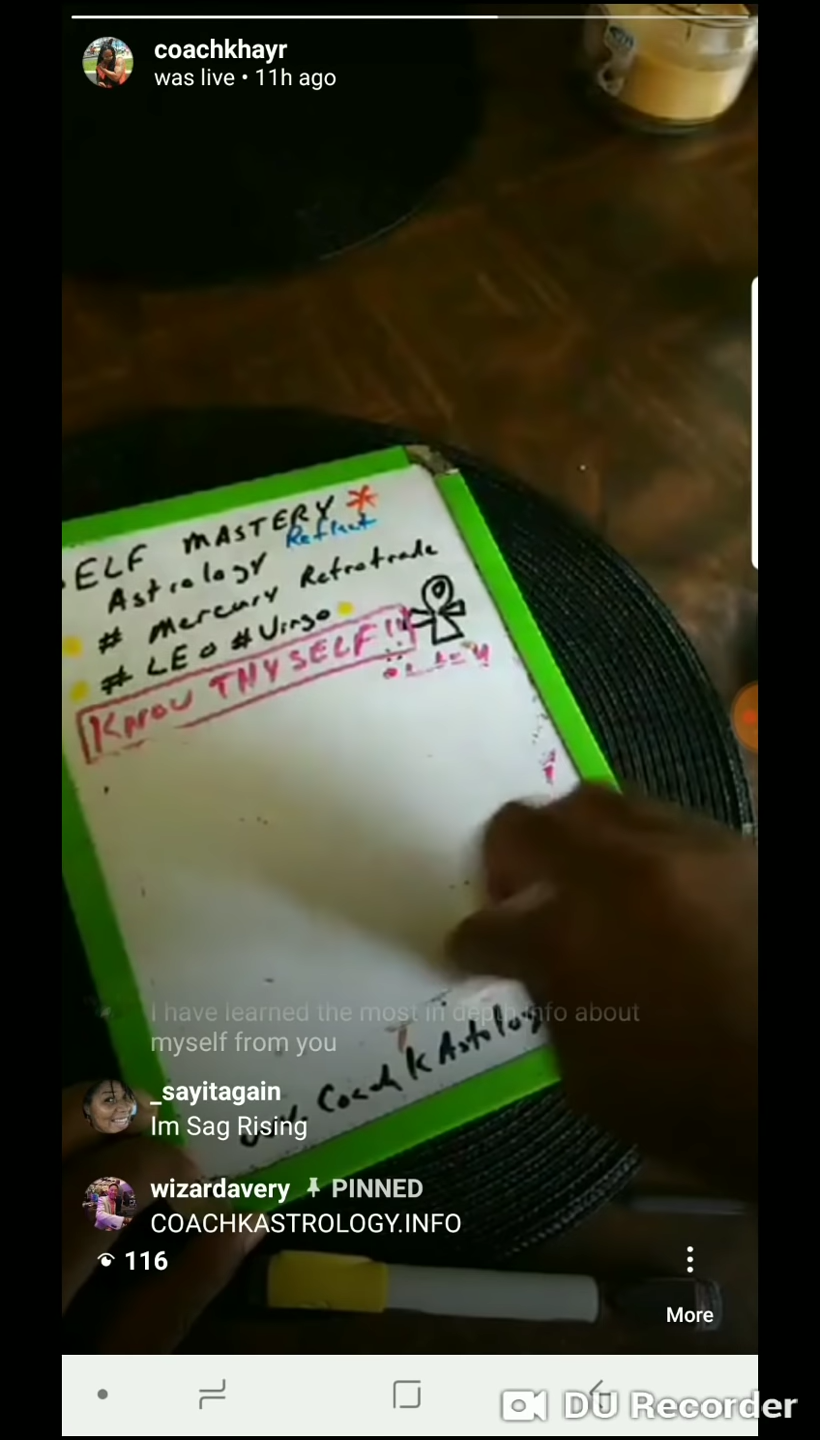 coachkhayr
was live • 11h ago
ELF MASTERY *
Reflect
Astrology
# Mercury Retrotrade
# LEO # Virgo
KNOW THYSELF!!
I have learned the most in depth info about
myself from you
Coach K Astrology
_sayitagain
Im Sag Rising
wizardavery PINNED
COACHKASTROLOGY.INFO
116
More
DU Recorder